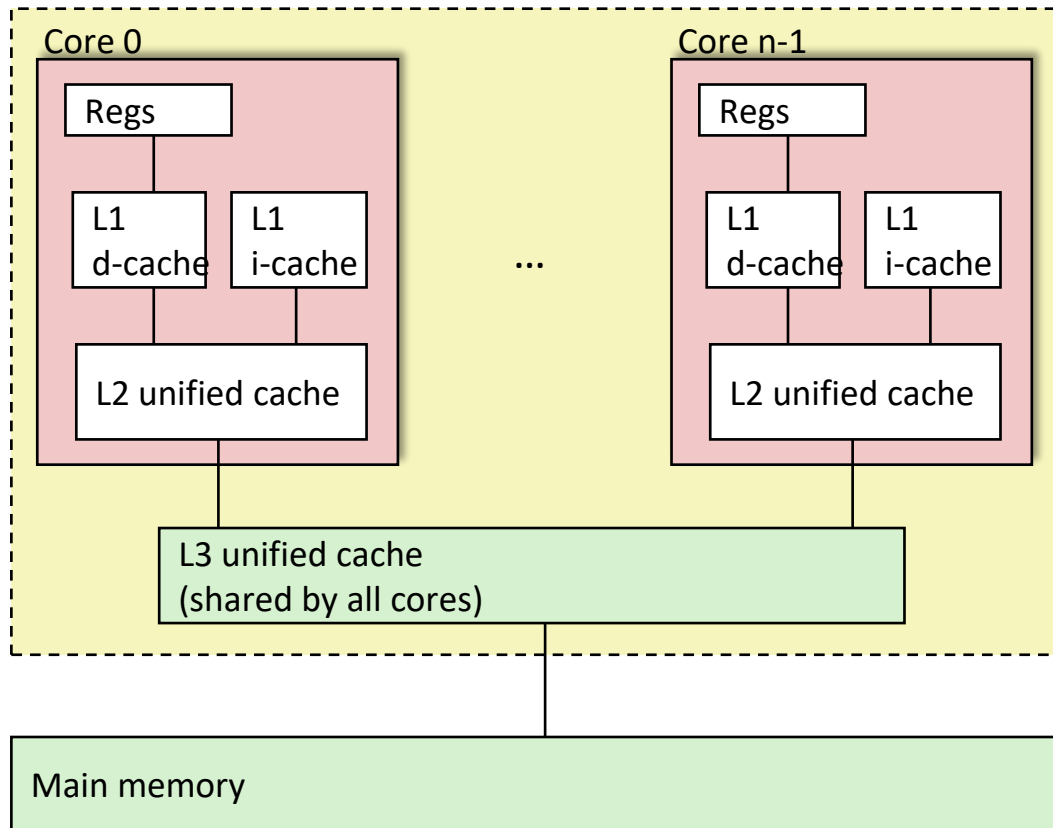 Core 0
Core n-1
Regs
Regs
L1
d-cache
L1
i-cache
...
L1
d-cache
L1
i-cache
L2 unified cache
L2 unified cache
L3 unified cache
(shared by all cores)
Main memory